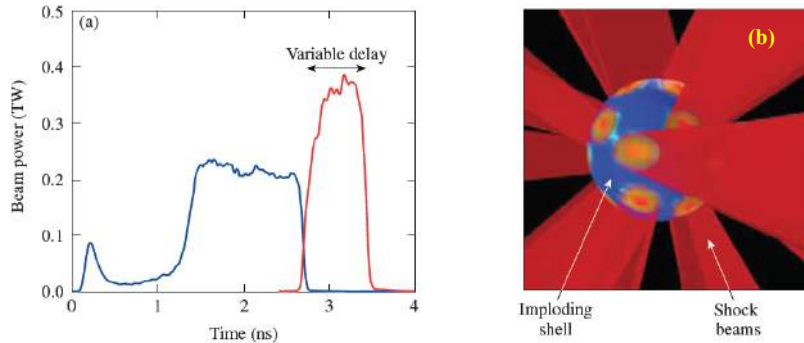 (a)
Variable delay
Beam power (TW)
0.5
0.4
0.3
0.2
0.1
0.0
0
1
2
3
4
Time (ns)
(b)
Imploding
shell
Shock
beams